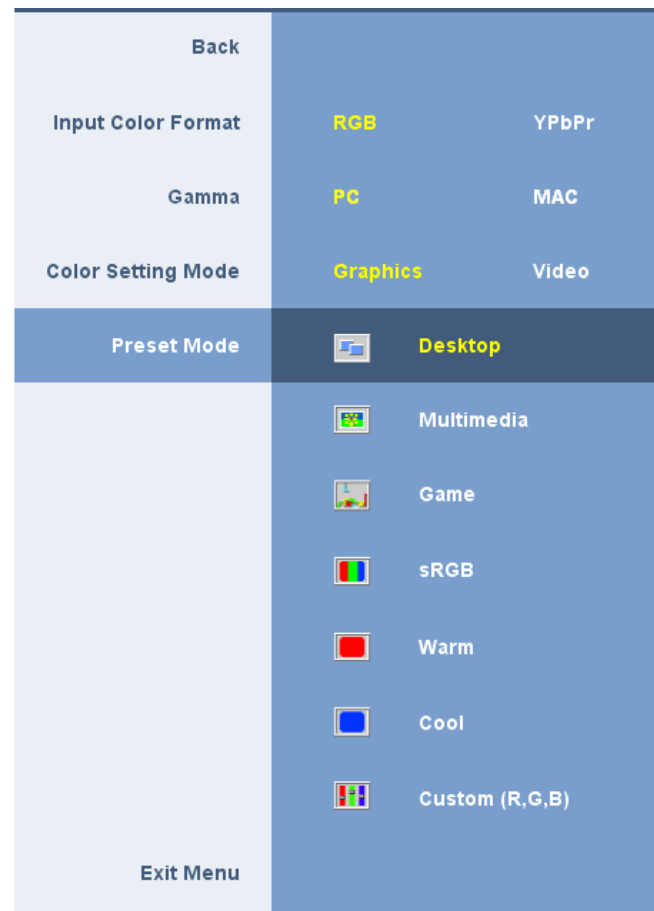 Back
Input Color Format RGB YPbPr
Gamma PC MAC
Color Setting Mode Graphics Video
Preset Mode Desktop
Multimedia
Game
sRGB
Warm
Cool
Custom (R,G,B)
Exit Menu